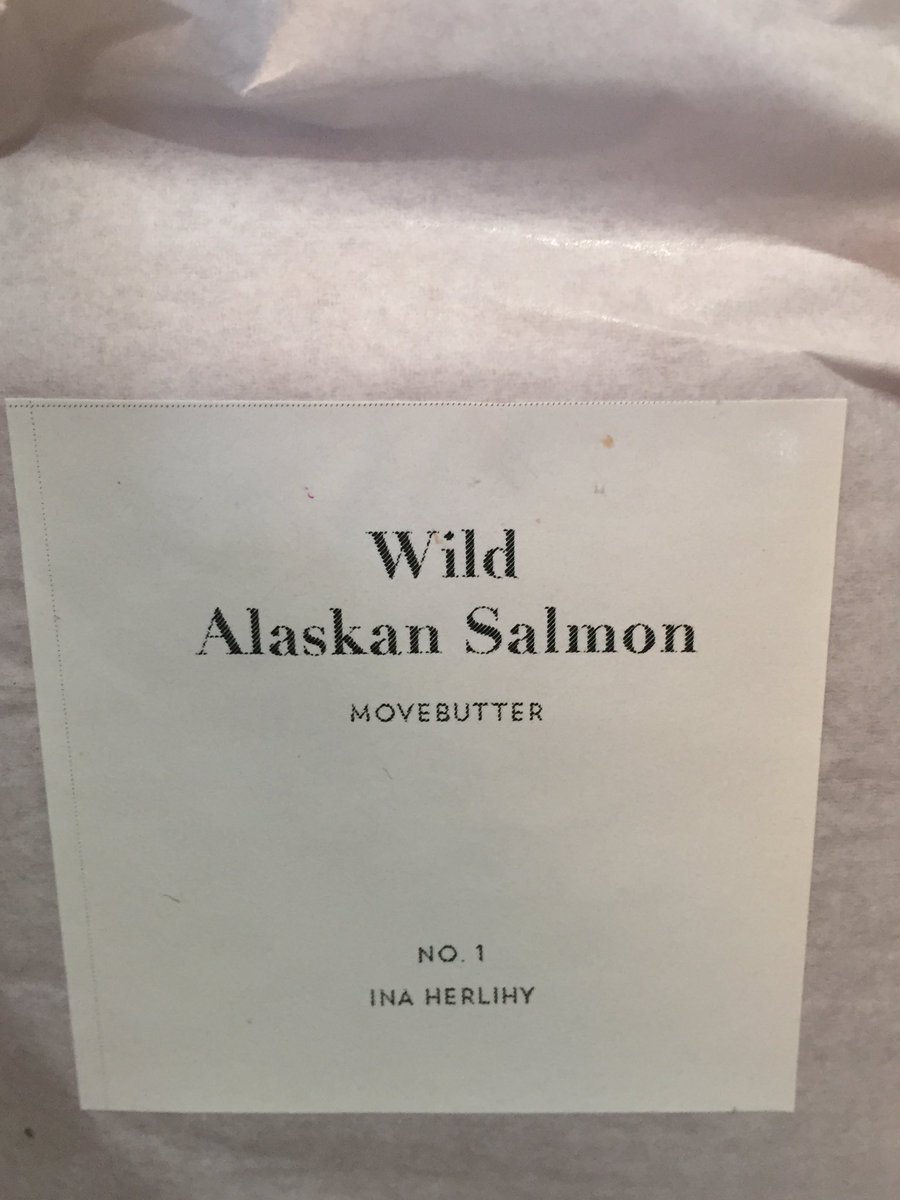 Wild
Alaskan Salmon
MOVEBUTTER
NO. 1
INA HERLIHY